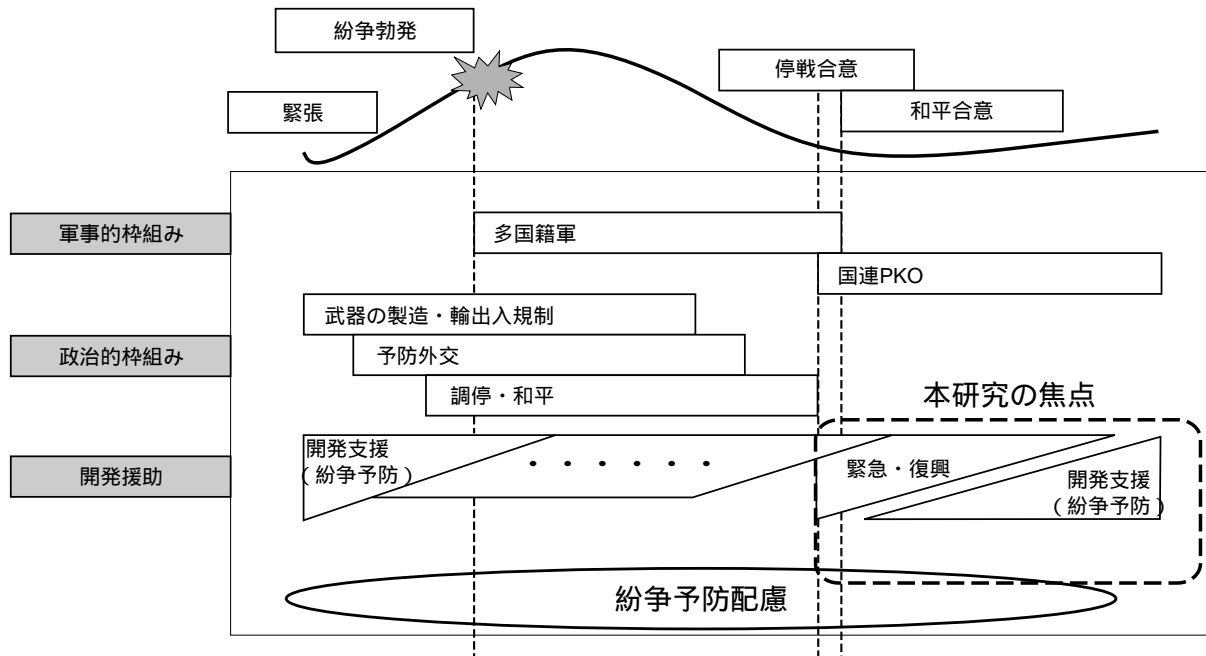 紛争勃発
停戦合意
緊張
和平合意
軍事的枠組み
多国籍軍
国連PKO
武器の製造・輸出入規制
政治的枠組み
予防外交
調停・和平
本研究の焦点
開発援助
開発支援
(紛争予防)
・・・・・・
緊急・復興
開発支援
(紛争予防)
紛争予防配慮